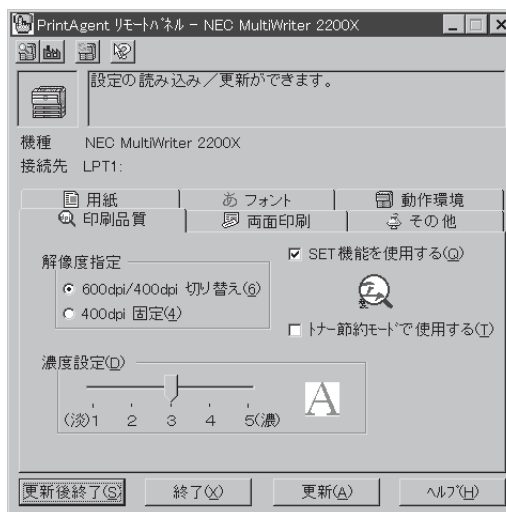 PrintAgent リモートパネル - NEC MultiWriter 2200X
設定の読み込み／更新ができます。
機種 NEC MultiWriter 2200X
接続先 LPT1:
用紙 あ フォント 動作環境
印刷品質 両面印刷 その他
解像度指定
600dpi/400dpi 切り替え(6)
400dpi 固定(4)
SET機能を使用する(Q)
トナー節約モードで使用する(T)
濃度設定(D)
A
(淡)1 2 3 4 5(濃)
更新後終了(S) 終了(X) 更新(A) ヘルプ(H)